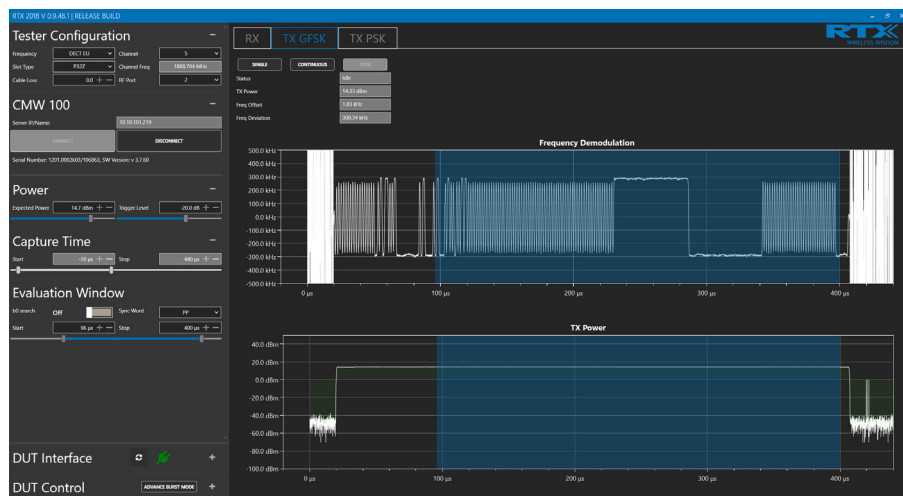 RTX 2018 V 0.9.48.1 | RELEASE BUILD
Tester Configuration
Frequency DECT EU Channel 5
Slot Type P32Z Channel Freq 1888.704 MHz
Cable Loss 0.0 RF Port 2
CMW 100
Server IP/Name: 10.10.101.219
CONNECT DISCONNECT
Serial Number: 1201.0002k03/106863, SW Version: v 3.7.60
Power
Expected Power 14.7 dBm Trigger Level -20.0 dB
Capture Time
Start -20 µs Stop 440 µs
Evaluation Window
b0 search Off Sync Word FP
Start 96 µs Stop 400 µs
DUT Interface
DUT Control ADVANCE BURST MODE
RX TX GFSK TX PSK
RTX
WIRELESS WISDOM
SINGLE CONTINUOUS STOP
Status Idle
TX Power 14.33 dBm
Freq Offset 1.83 kHz
Freq Deviation 300.34 kHz
Frequency Demodulation
500.0 kHz
400.0 kHz
300.0 kHz
200.0 kHz
100.0 kHz
0.0 kHz
-100.0 kHz
-200.0 kHz
-300.0 kHz
-400.0 kHz
-500.0 kHz
0 µs 100 µs 200 µs 300 µs 400 µs
TX Power
40.0 dBm
20.0 dBm
0.0 dBm
-20.0 dBm
-40.0 dBm
-60.0 dBm
-80.0 dBm
-100.0 dBm
0 µs 100 µs 200 µs 300 µs 400 µs